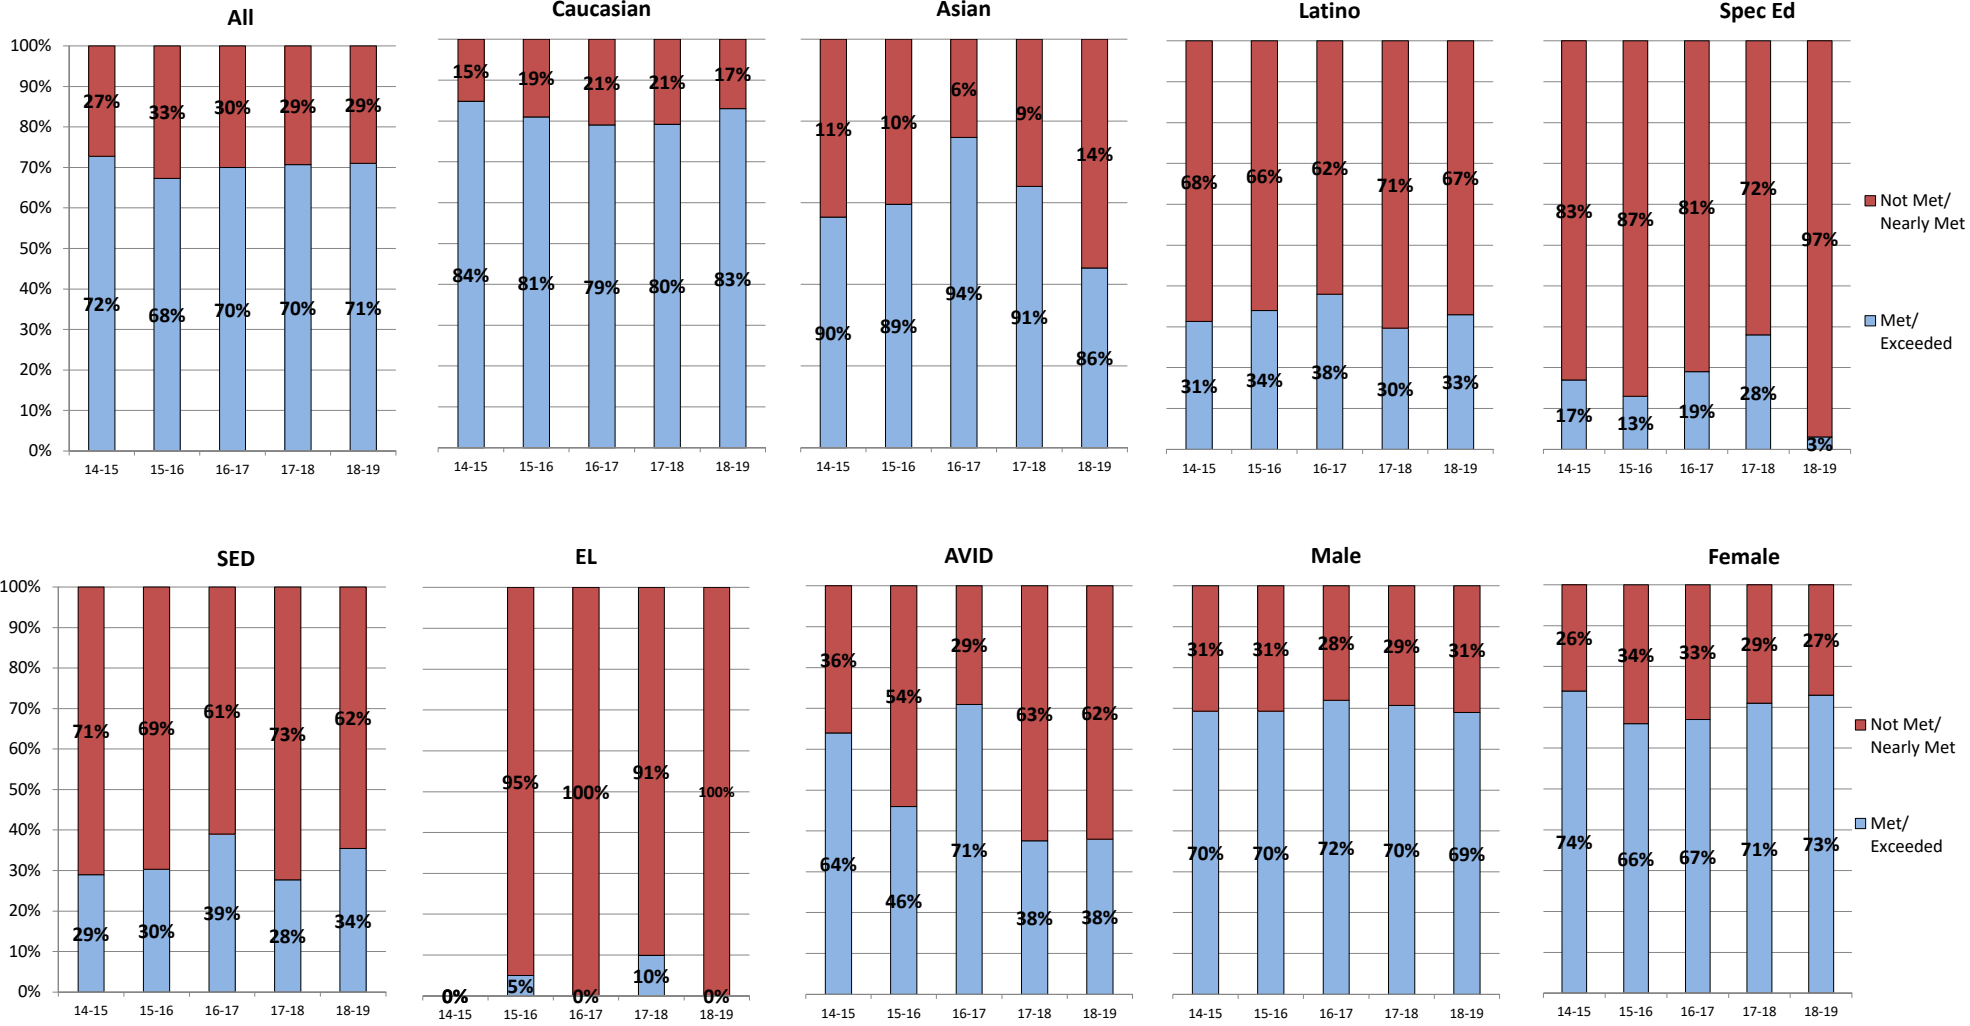 All
Caucasian
Asian
Latino
Spec Ed
100%
90%
80%
70%
60%
50%
40%
30%
20%
10%
0%
27% 33% 30% 29% 29%
72% 68% 70% 70% 71%
14-15 15-16 16-17 17-18 18-19
15% 19% 21% 21% 17%
84% 81% 79% 80% 83%
14-15 15-16 16-17 17-18 18-19
11% 10% 6% 9% 14%
90% 89% 94% 91% 86%
14-15 15-16 16-17 17-18 18-19
68% 66% 62% 71% 67%
31% 34% 38% 30% 33%
14-15 15-16 16-17 17-18 18-19
83% 87% 81% 72% 97%
17% 13% 19% 28% 3%
14-15 15-16 16-17 17-18 18-19
Not Met/
Nearly Met
Met/
Exceeded
SED
EL
AVID
Male
Female
100%
90%
80%
70%
60%
50%
40%
30%
20%
10%
0%
71% 69% 61% 73% 62%
29% 30% 39% 28% 34%
14-15 15-16 16-17 17-18 18-19
95% 100% 91% 100%
0% 5% 0% 10% 0%
14-15 15-16 16-17 17-18 18-19
36% 54% 29% 63% 62%
64% 46% 71% 38% 38%
14-15 15-16 16-17 17-18 18-19
31% 31% 28% 29% 31%
70% 70% 72% 70% 69%
14-15 15-16 16-17 17-18 18-19
26% 34% 33% 29% 27%
74% 66% 67% 71% 73%
14-15 15-16 16-17 17-18 18-19
Not Met/
Nearly Met
Met/
Exceeded